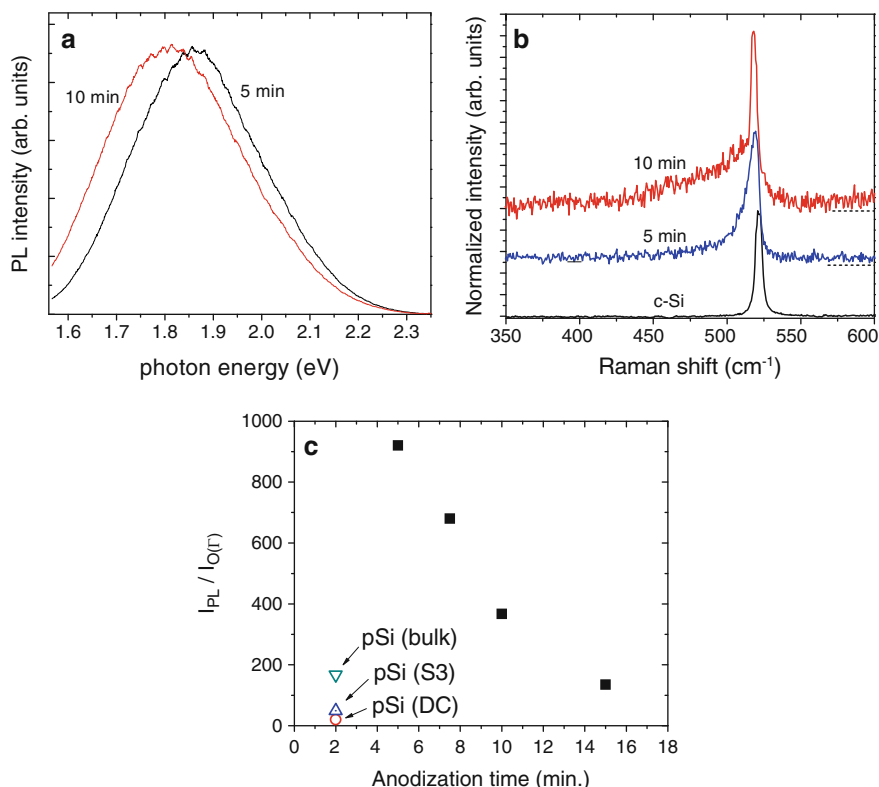 a
10 min
5 min
PL intensity (arb. units)
1.6 1.7 1.8 1.9 2.0 2.1 2.2 2.3
photon energy (eV)
b
10 min
5 min
c-Si
Normalized intensity (arb. units)
350 400 450 500 550 600
Raman shift (cm⁻¹)
c
1000
800
600
400
200
0
I_PL / I_O(Γ)
pSi (bulk)
pSi (S3)
pSi (DC)
0 2 4 6 8 10 12 14 16 18
Anodization time (min.)